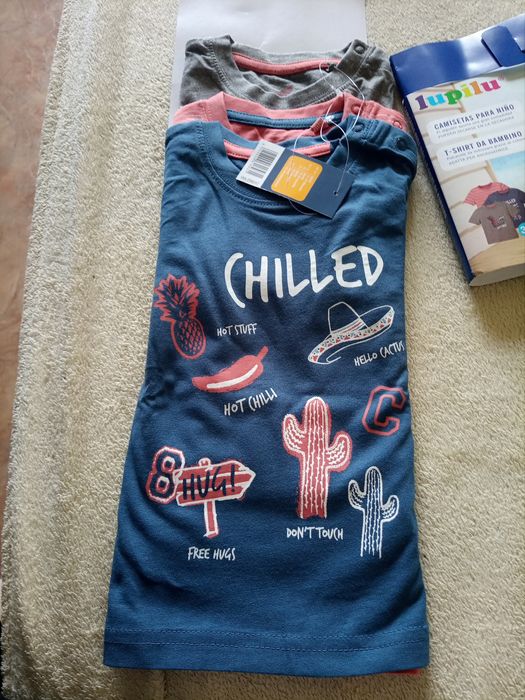 lupilu
CAMISETAS PARA NIÑO
T-SHIRT DA BAMBINO
CHILLED
HOT STUFF
HELLO CACTUS
HOT CHILLI
C
8
HUG!
DON'T TOUCH
FREE HUGS